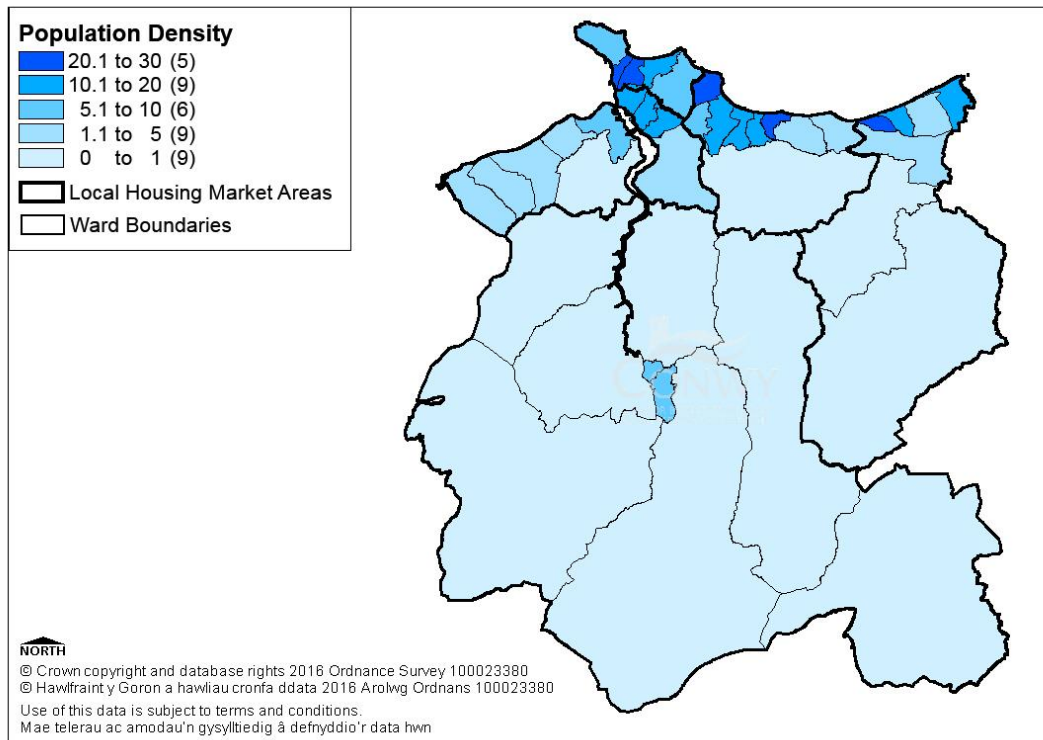 Population Density
20.1 to 30 (5)
10.1 to 20 (9)
5.1 to 10 (6)
1.1 to 5 (9)
0 to 1 (9)
Local Housing Market Areas
Ward Boundaries
CONWY
NORTH
© Crown copyright and database rights 2016 Ordnance Survey 100023380
© Hawlfraint y Goron a hawliau cronfa ddata 2016 Arolwg Ordnans 100023380
Use of this data is subject to terms and conditions.
Mae telerau ac amodau'n gysylltiedig â defnyddio'r data hwn